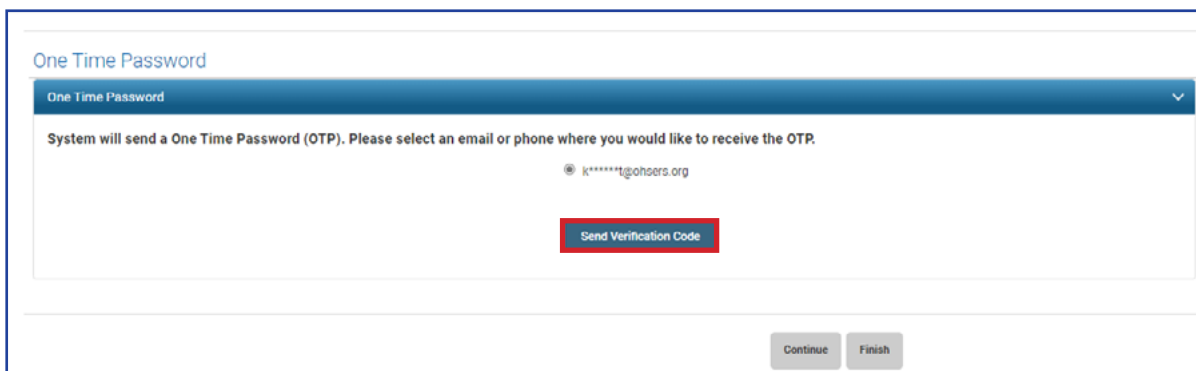 One Time Password
One Time Password
System will send a One Time Password (OTP). Please select an email or phone where you would like to receive the OTP.
k******t@ohsers.org
Send Verification Code
Continue Finish